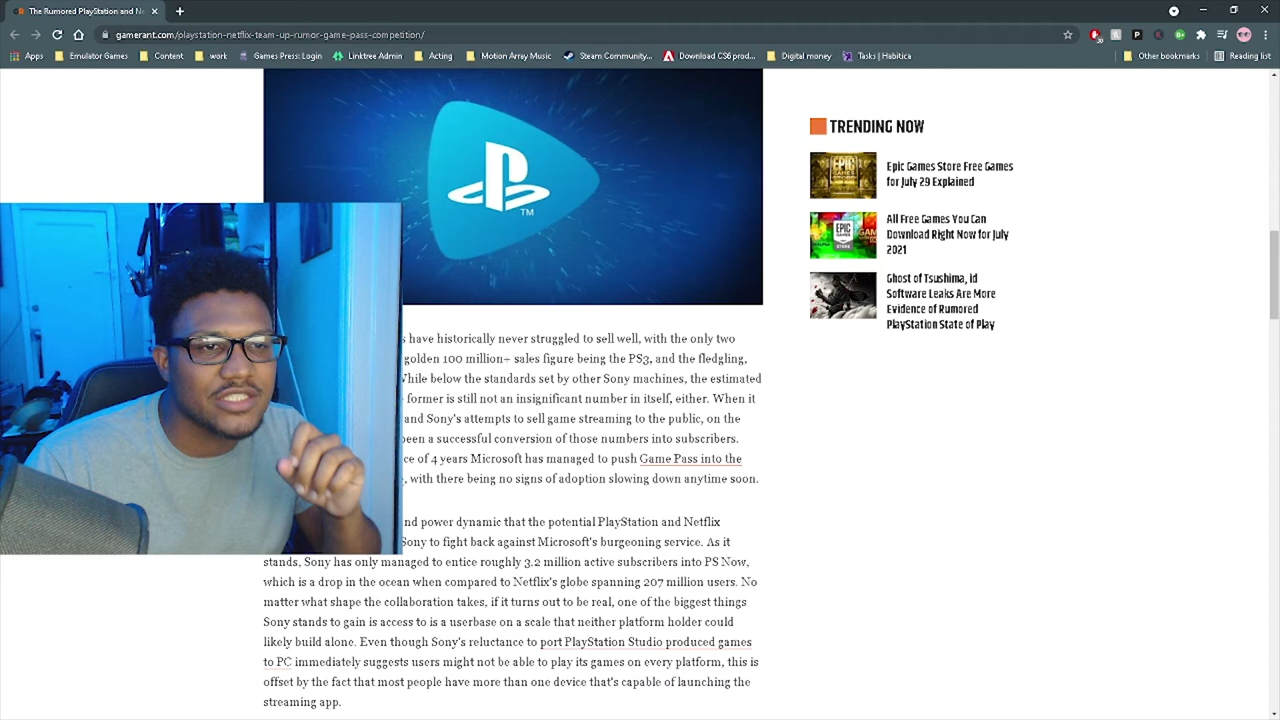 The Rumored PlayStation and Ne
gamerant.com/playstation-netflix-team-up-rumor-game-pass-competition/
Apps
Emulator Games
Content
work
Games Press: Login
Linktree Admin
Acting
Motion Array Music
Steam Community...
Download CS6 prod...
Digital money
Tasks | Habitica
Other bookmarks
Reading list
TM
s have historically never struggled to sell well, with the only two
golden 100 million+ sales figure being the PS3, and the fledgling,
While below the standards set by other Sony machines, the estimated
former is still not an insignificant number in itself, either. When it
and Sony's attempts to sell game streaming to the public, on the
been a successful conversion of those numbers into subscribers.
ce of 4 years Microsoft has managed to push Game Pass into the
, with there being no signs of adoption slowing down anytime soon.
nd power dynamic that the potential PlayStation and Netflix
Sony to fight back against Microsoft's burgeoning service. As it
stands, Sony has only managed to entice roughly 3.2 million active subscribers into PS Now,
which is a drop in the ocean when compared to Netflix's globe spanning 207 million users. No
matter what shape the collaboration takes, if it turns out to be real, one of the biggest things
Sony stands to gain is access to is a userbase on a scale that neither platform holder could
likely build alone. Even though Sony's reluctance to port PlayStation Studio produced games
to PC immediately suggests users might not be able to play its games on every platform, this is
offset by the fact that most people have more than one device that's capable of launching the
streaming app.
TRENDING NOW
EPIC
GAMES
STORE
Epic Games Store Free Games
for July 29 Explained
EPIC
GAMES
STORE
All Free Games You Can
Download Right Now for July
2021
Ghost of Tsushima, id
Software Leaks Are More
Evidence of Rumored
PlayStation State of Play